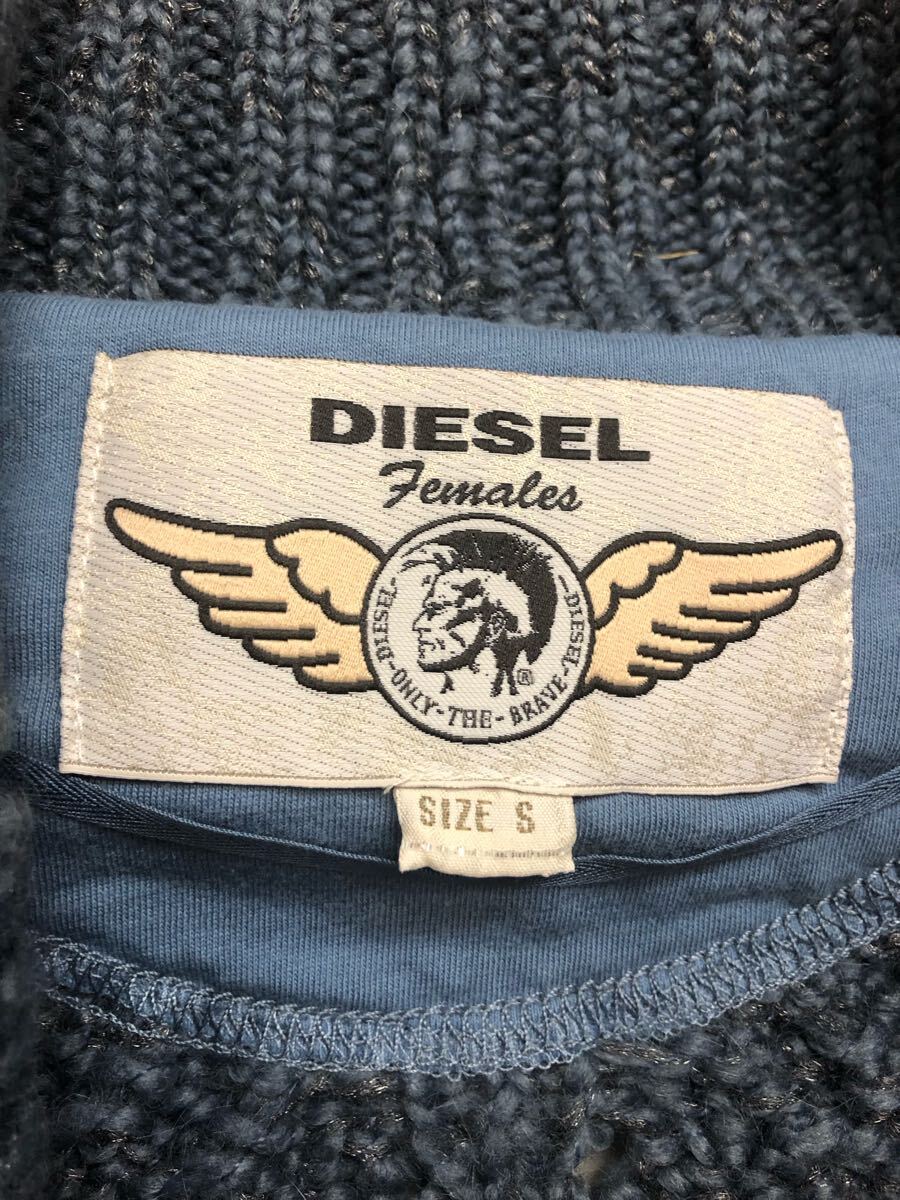 DIESEL
Females
DIESEL-ONLY-THE-BRAVE-DIESEL
®
SIZE S